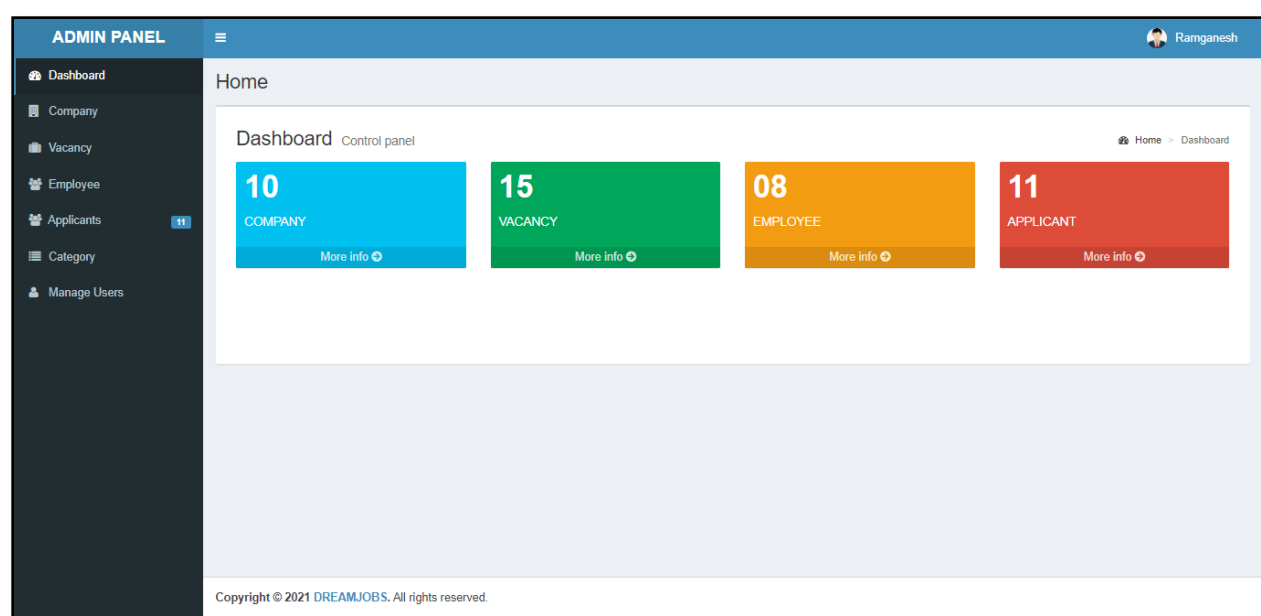 ADMIN PANEL
Ramganesh
Dashboard
Company
Vacancy
Employee
Applicants 11
Category
Manage Users
Home
Dashboard Control panel
Home > Dashboard
10
COMPANY
More info
15
VACANCY
More info
08
EMPLOYEE
More info
11
APPLICANT
More info
Copyright © 2021 DREAMJOBS. All rights reserved.